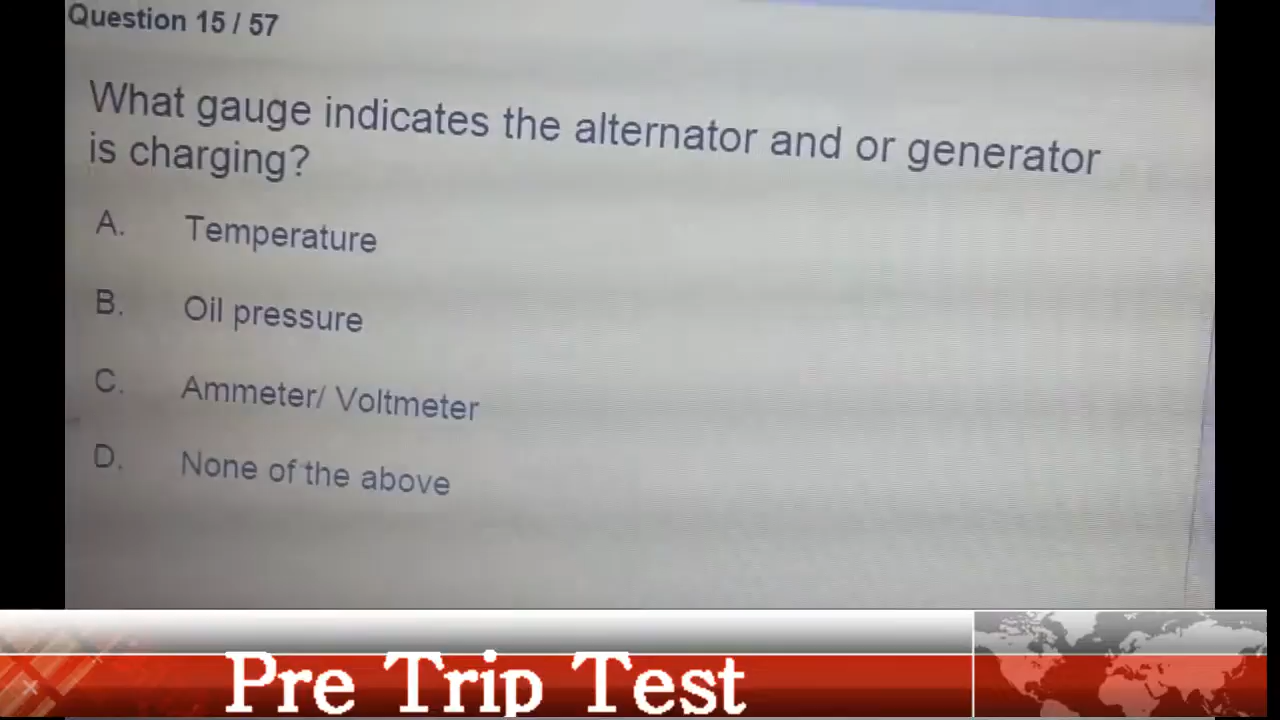 Question 15 / 57
What gauge indicates the alternator and or generator
is charging?
A. Temperature
B. Oil pressure
C. Ammeter/ Voltmeter
D. None of the above
Pre Trip Test